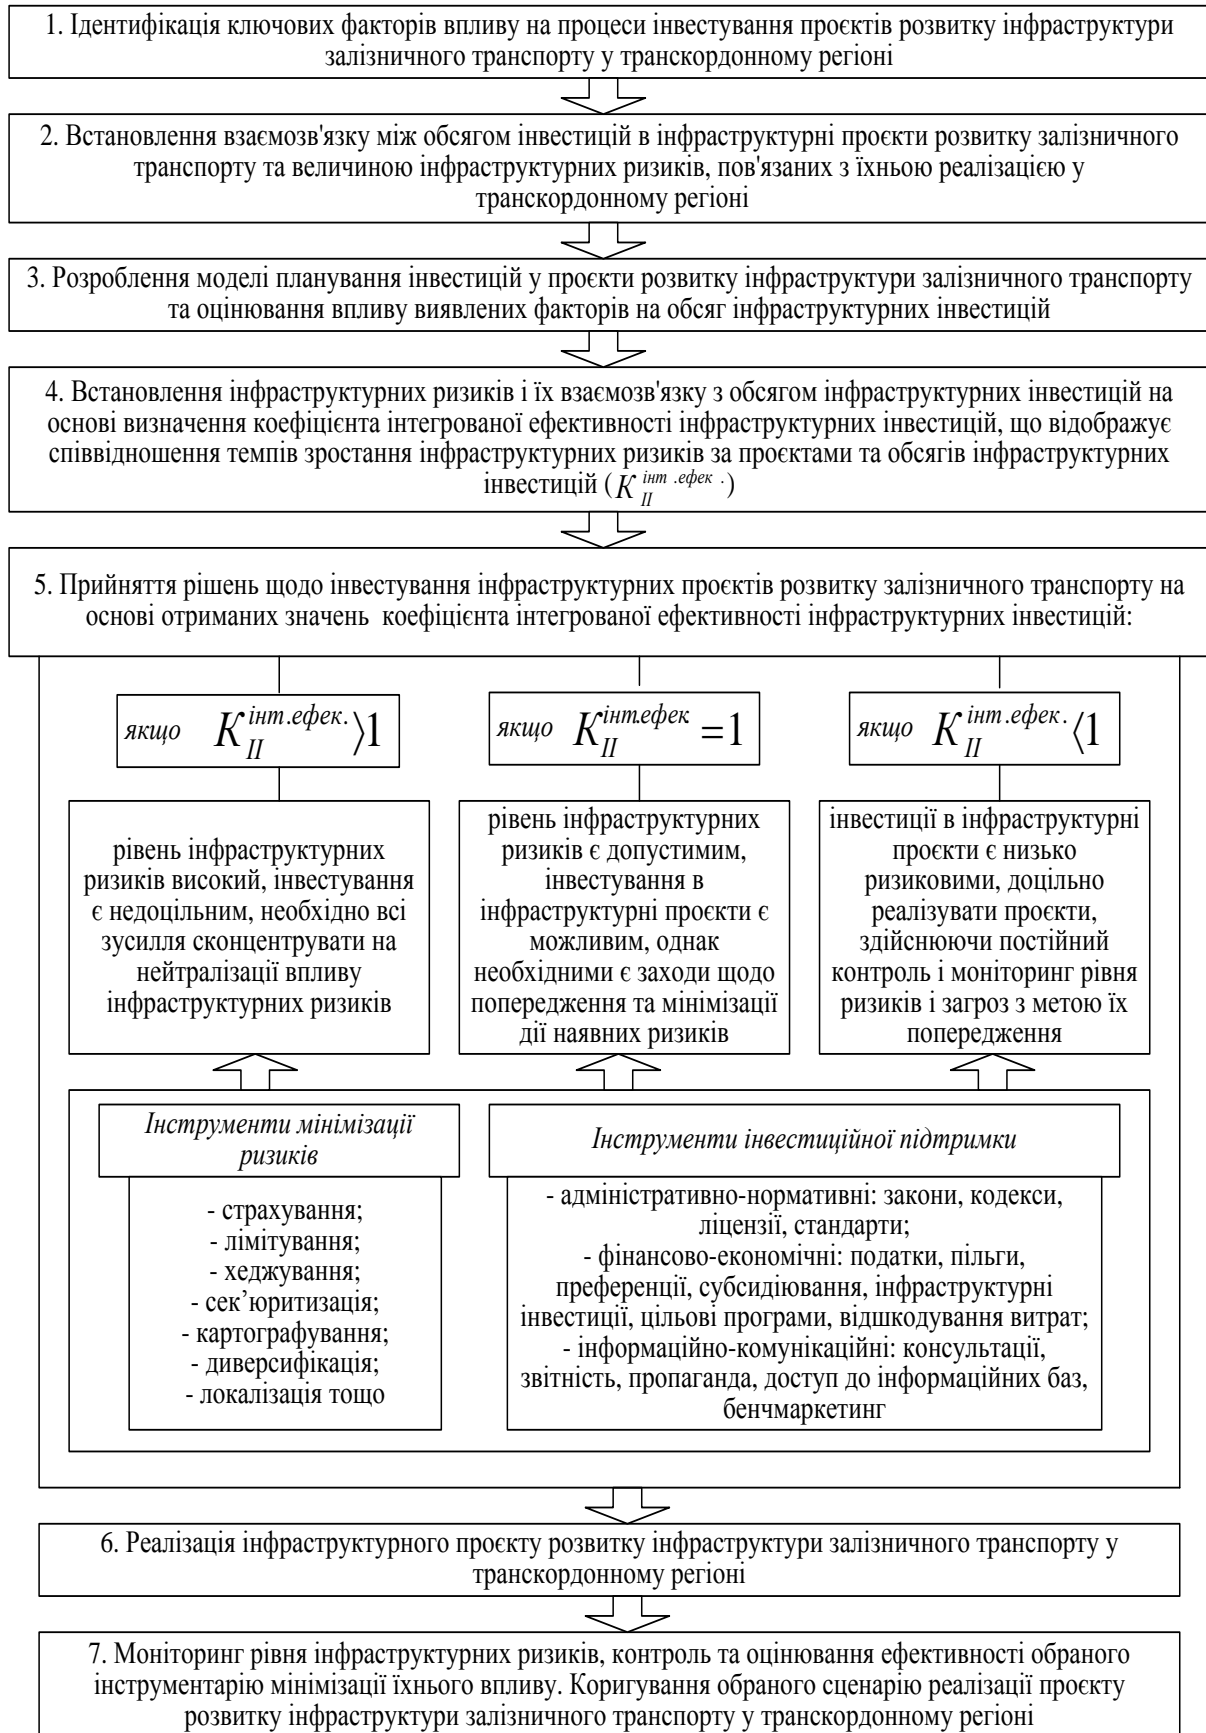 1. Ідентифікація ключових факторів впливу на процеси інвестування проєктів розвитку інфраструктури
залізничного транспорту у транскордонному регіоні
2. Встановлення взаємозв'язку між обсягом інвестицій в інфраструктурні проєкти розвитку залізничного
транспорту та величиною інфраструктурних ризиків, пов'язаних з їхньою реалізацією у
транскордонному регіоні
3. Розроблення моделі планування інвестицій у проєкти розвитку інфраструктури залізничного транспорту
та оцінювання впливу виявлених факторів на обсяг інфраструктурних інвестицій
4. Встановлення інфраструктурних ризиків і їх взаємозв'язку з обсягом інфраструктурних інвестицій на
основі визначення коефіцієнта інтегрованої ефективності інфраструктурних інвестицій, що відображує
співвідношення темпів зростання інфраструктурних ризиків за проєктами та обсягів інфраструктурних
інвестицій (K_{II}^{інт .ефек .})
5. Прийняття рішень щодо інвестування інфраструктурних проєктів розвитку залізничного транспорту на
основі отриманих значень коефіцієнта інтегрованої ефективності інфраструктурних інвестицій:
якщо K_{II}^{інт.ефек.}⟩1
якщо K_{II}^{інт.ефек}=1
якщо K_{II}^{інт.ефек.}⟨1
рівень інфраструктурних
ризиків високий, інвестування
є недоцільним, необхідно всі
зусилля сконцентрувати на
нейтралізації впливу
інфраструктурних ризиків
рівень інфраструктурних
ризиків є допустимим,
інвестування в
інфраструктурні проєкти є
можливим, однак
необхідними є заходи щодо
попередження та мінімізації
дії наявних ризиків
інвестиції в інфраструктурні
проєкти є низько
ризиковими, доцільно
реалізувати проєкти,
здійснюючи постійний
контроль і моніторинг рівня
ризиків і загроз з метою їх
попередження
Інструменти мінімізації
ризиків
- страхування;
- лімітування;
- хеджування;
- сек’юритизація;
- картографування;
- диверсифікація;
- локалізація тощо
Інструменти інвестиційної підтримки
- адміністративно-нормативні: закони, кодекси,
ліцензії, стандарти;
- фінансово-економічні: податки, пільги,
преференції, субсидіювання, інфраструктурні
інвестиції, цільові програми, відшкодування витрат;
- інформаційно-комунікаційні: консультації,
звітність, пропаганда, доступ до інформаційних баз,
бенчмаркетинг
6. Реалізація інфраструктурного проєкту розвитку інфраструктури залізничного транспорту у
транскордонному регіоні
7. Моніторинг рівня інфраструктурних ризиків, контроль та оцінювання ефективності обраного
інструментарію мінімізації їхнього впливу. Коригування обраного сценарію реалізації проєкту
розвитку інфраструктури залізничного транспорту у транскордонному регіоні